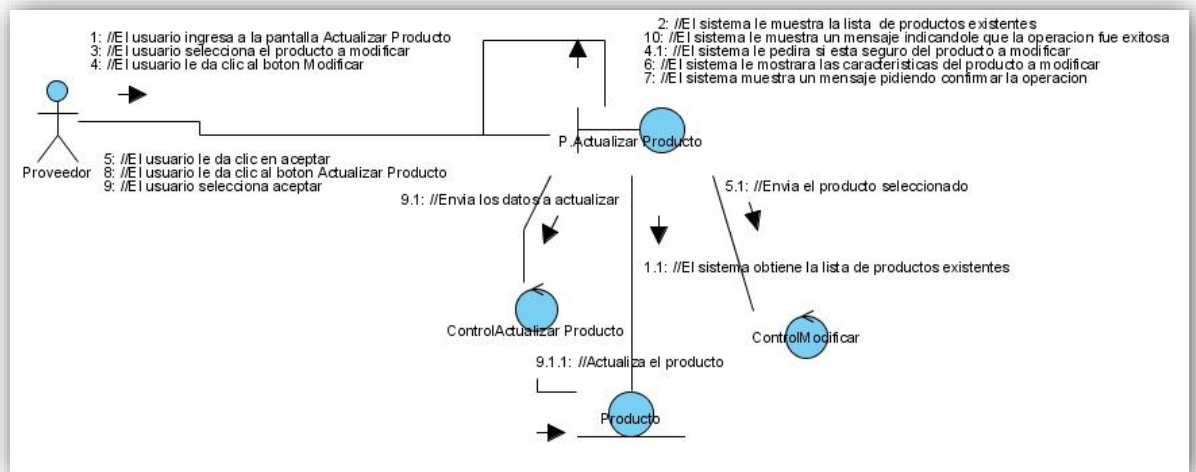 1: //El usuario ingresa a la pantalla Actualizar Producto
3: //El usuario selecciona el producto a modificar
4: //El usuario le da clic al boton Modificar
2: //El sistema le muestra la lista de productos existentes
10: //El sistema le muestra un mensaje indicandole que la operacion fue exitosa
4.1: //El sistema le pedira si esta seguro del producto a modificar
6: //El sistema le mostrara las caracteristicas del producto a modificar
7: //El sistema muestra un mensaje pidiendo confirmar la operacion
P.Actualizar Producto
Proveedor
5: //El usuario le da clic en aceptar
8: //El usuario le da clic al boton Actualizar Producto
9: //El usuario selecciona aceptar
9.1: //Envia los datos a actualizar
5.1: //Envia el producto seleccionado
1.1: //El sistema obtiene la lista de productos existentes
ControlActualizar Producto
ControlModificar
9.1.1: //Actualiza el producto
Producto